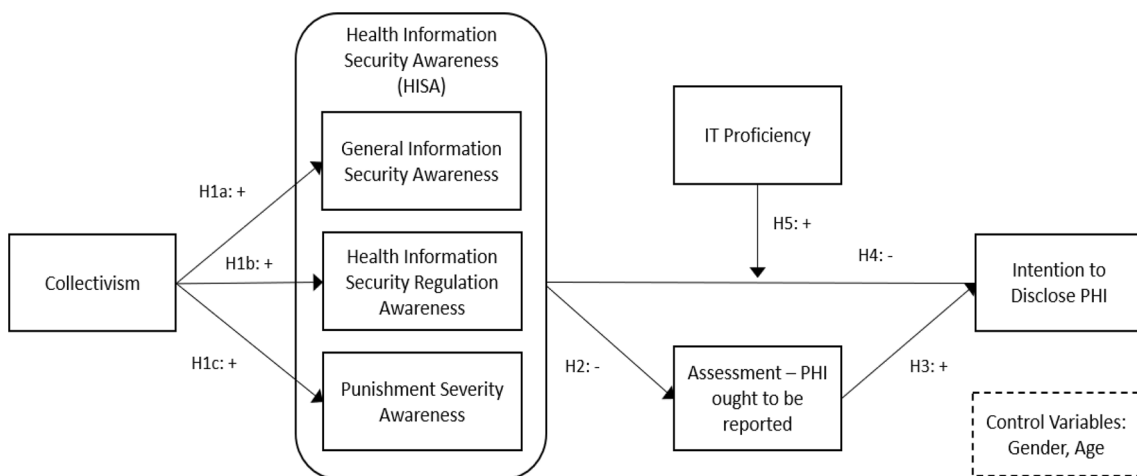 Health Information
Security Awareness
(HISA)
General Information
Security Awareness
Health Information
Security Regulation
Awareness
Punishment Severity
Awareness
Collectivism
H1a: +
H1b: +
H1c: +
IT Proficiency
H5: +
H4: -
H2: -
H3: +
Assessment – PHI
ought to be
reported
Intention to
Disclose PHI
Control Variables:
Gender, Age